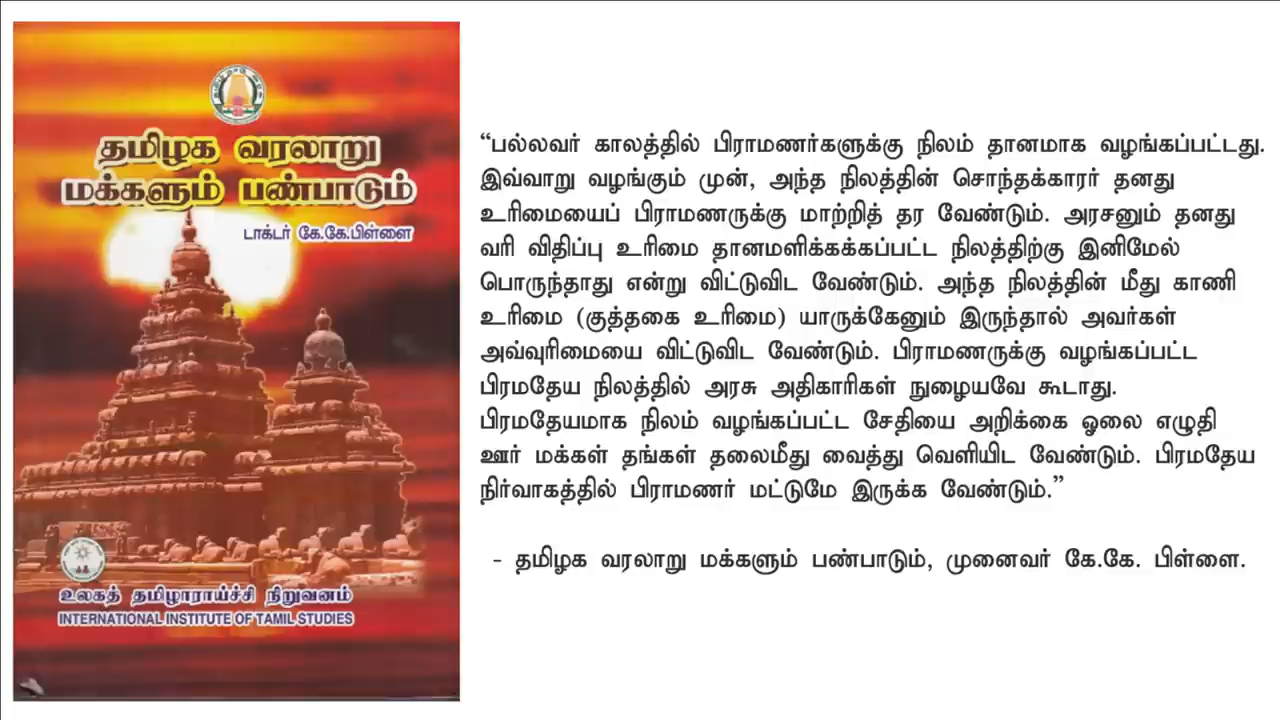 தமிழக வரலாறு
மக்களும் பண்பாடும்
டாக்டர் கே.கே.பிள்ளை
உலகத் தமிழாராய்ச்சி நிறுவனம்
INTERNATIONAL INSTITUTE OF TAMIL STUDIES
“பல்லவர் காலத்தில் பிராமணர்களுக்கு நிலம் தானமாக வழங்கப்பட்டது.
இவ்வாறு வழங்கும் முன், அந்த நிலத்தின் சொந்தக்காரர் தனது
உரிமையைப் பிராமணருக்கு மாற்றித் தர வேண்டும். அரசனும் தனது
வரி விதிப்பு உரிமை தானமளிக்கக்கப்பட்ட நிலத்திற்கு இனிமேல்
பொருந்தாது என்று விட்டுவிட வேண்டும். அந்த நிலத்தின் மீது காணி
உரிமை (குத்தகை உரிமை) யாருக்கேனும் இருந்தால் அவர்கள்
அவ்வுரிமையை விட்டுவிட வேண்டும். பிராமணருக்கு வழங்கப்பட்ட
பிரமதேய நிலத்தில் அரசு அதிகாரிகள் நுழையவே கூடாது.
பிரமதேயமாக நிலம் வழங்கப்பட்ட சேதியை அறிக்கை ஓலை எழுதி
ஊர் மக்கள் தங்கள் தலைமீது வைத்து வெளியிட வேண்டும். பிரமதேய
நிர்வாகத்தில் பிராமணர் மட்டுமே இருக்க வேண்டும்.”
- தமிழக வரலாறு மக்களும் பண்பாடும், முனைவர் கே.கே. பிள்ளை.